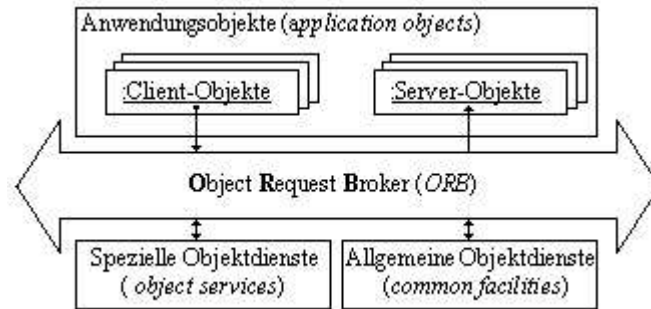 Anwendungsobjekte (application objects)
:Client-Objekte
:Server-Objekte
Object Request Broker (ORB)
Spezielle Objektdienste
( object services)
Allgemeine Objektdienste
(common facilities)